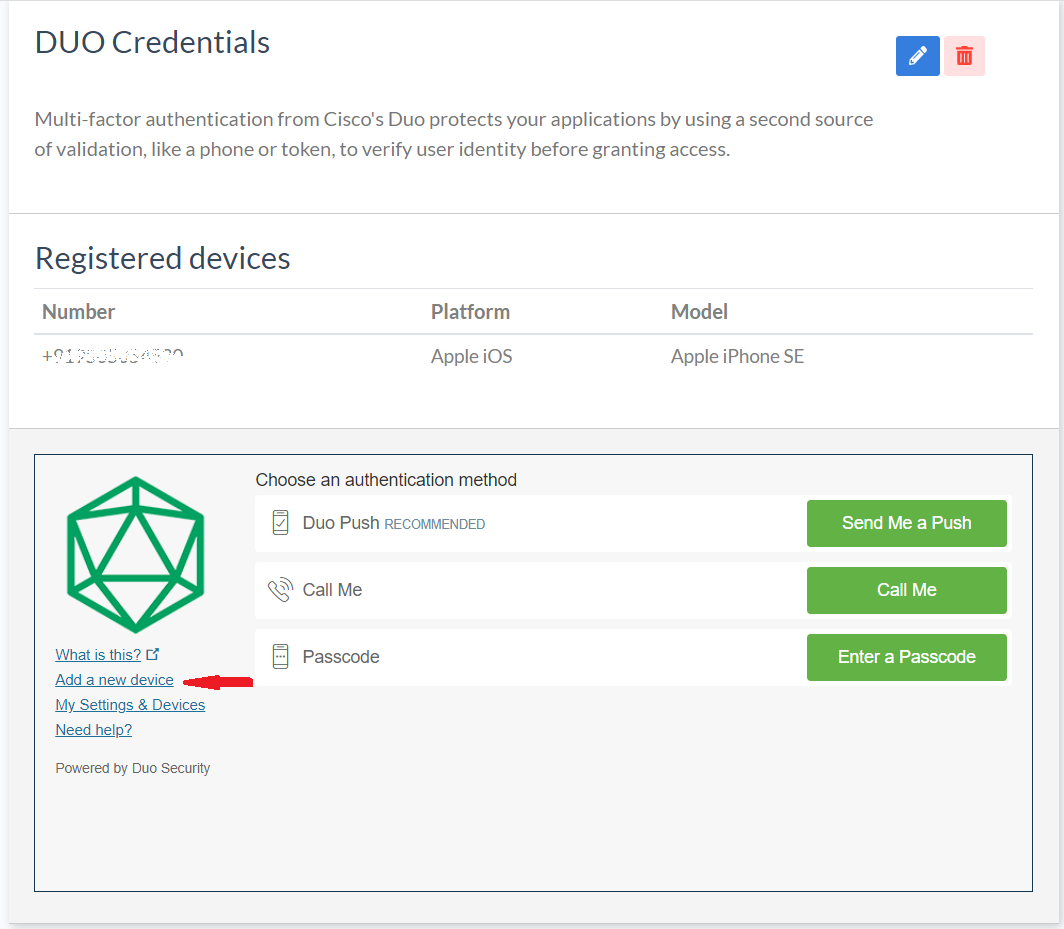 DUO Credentials
Multi-factor authentication from Cisco's Duo protects your applications by using a second source
of validation, like a phone or token, to verify user identity before granting access.
Registered devices
Number Platform Model
Apple iOS Apple iPhone SE
Choose an authentication method
Duo Push RECOMMENDED Send Me a Push
Call Me Call Me
Passcode Enter a Passcode
What is this?
Add a new device
My Settings & Devices
Need help?
Powered by Duo Security